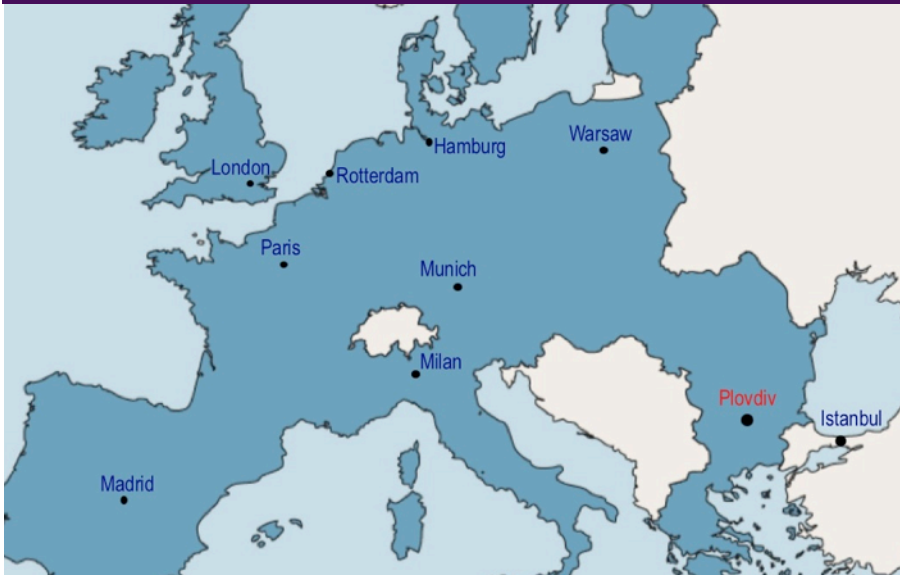 Warsaw
Hamburg
London
Rotterdam
Paris
Munich
Milan
Plovdiv
Istanbul
Madrid